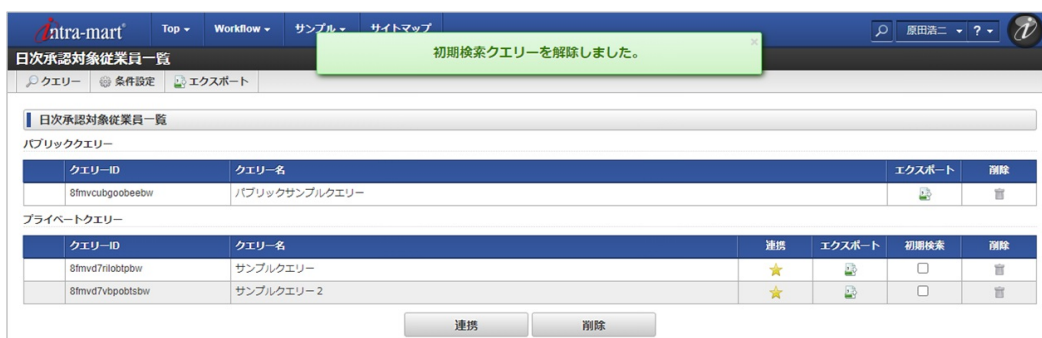 intra-mart
Top
Workflow
サンプル
サイトマップ
原田浩二
?
初期検索クエリーを解除しました。
×
日次承認対象従業員一覧
クエリー
条件設定
エクスポート
日次承認対象従業員一覧
パブリッククエリー
クエリーID クエリー名 エクスポート 削除
8fmvcubgoobeebw パブリックサンプルクエリー
プライベートクエリー
クエリーID クエリー名 連携 エクスポート 初期検索 削除
8fmvd7rilobtpbw サンプルクエリー
8fmvd7vbpobtsbw サンプルクエリー2
連携 削除